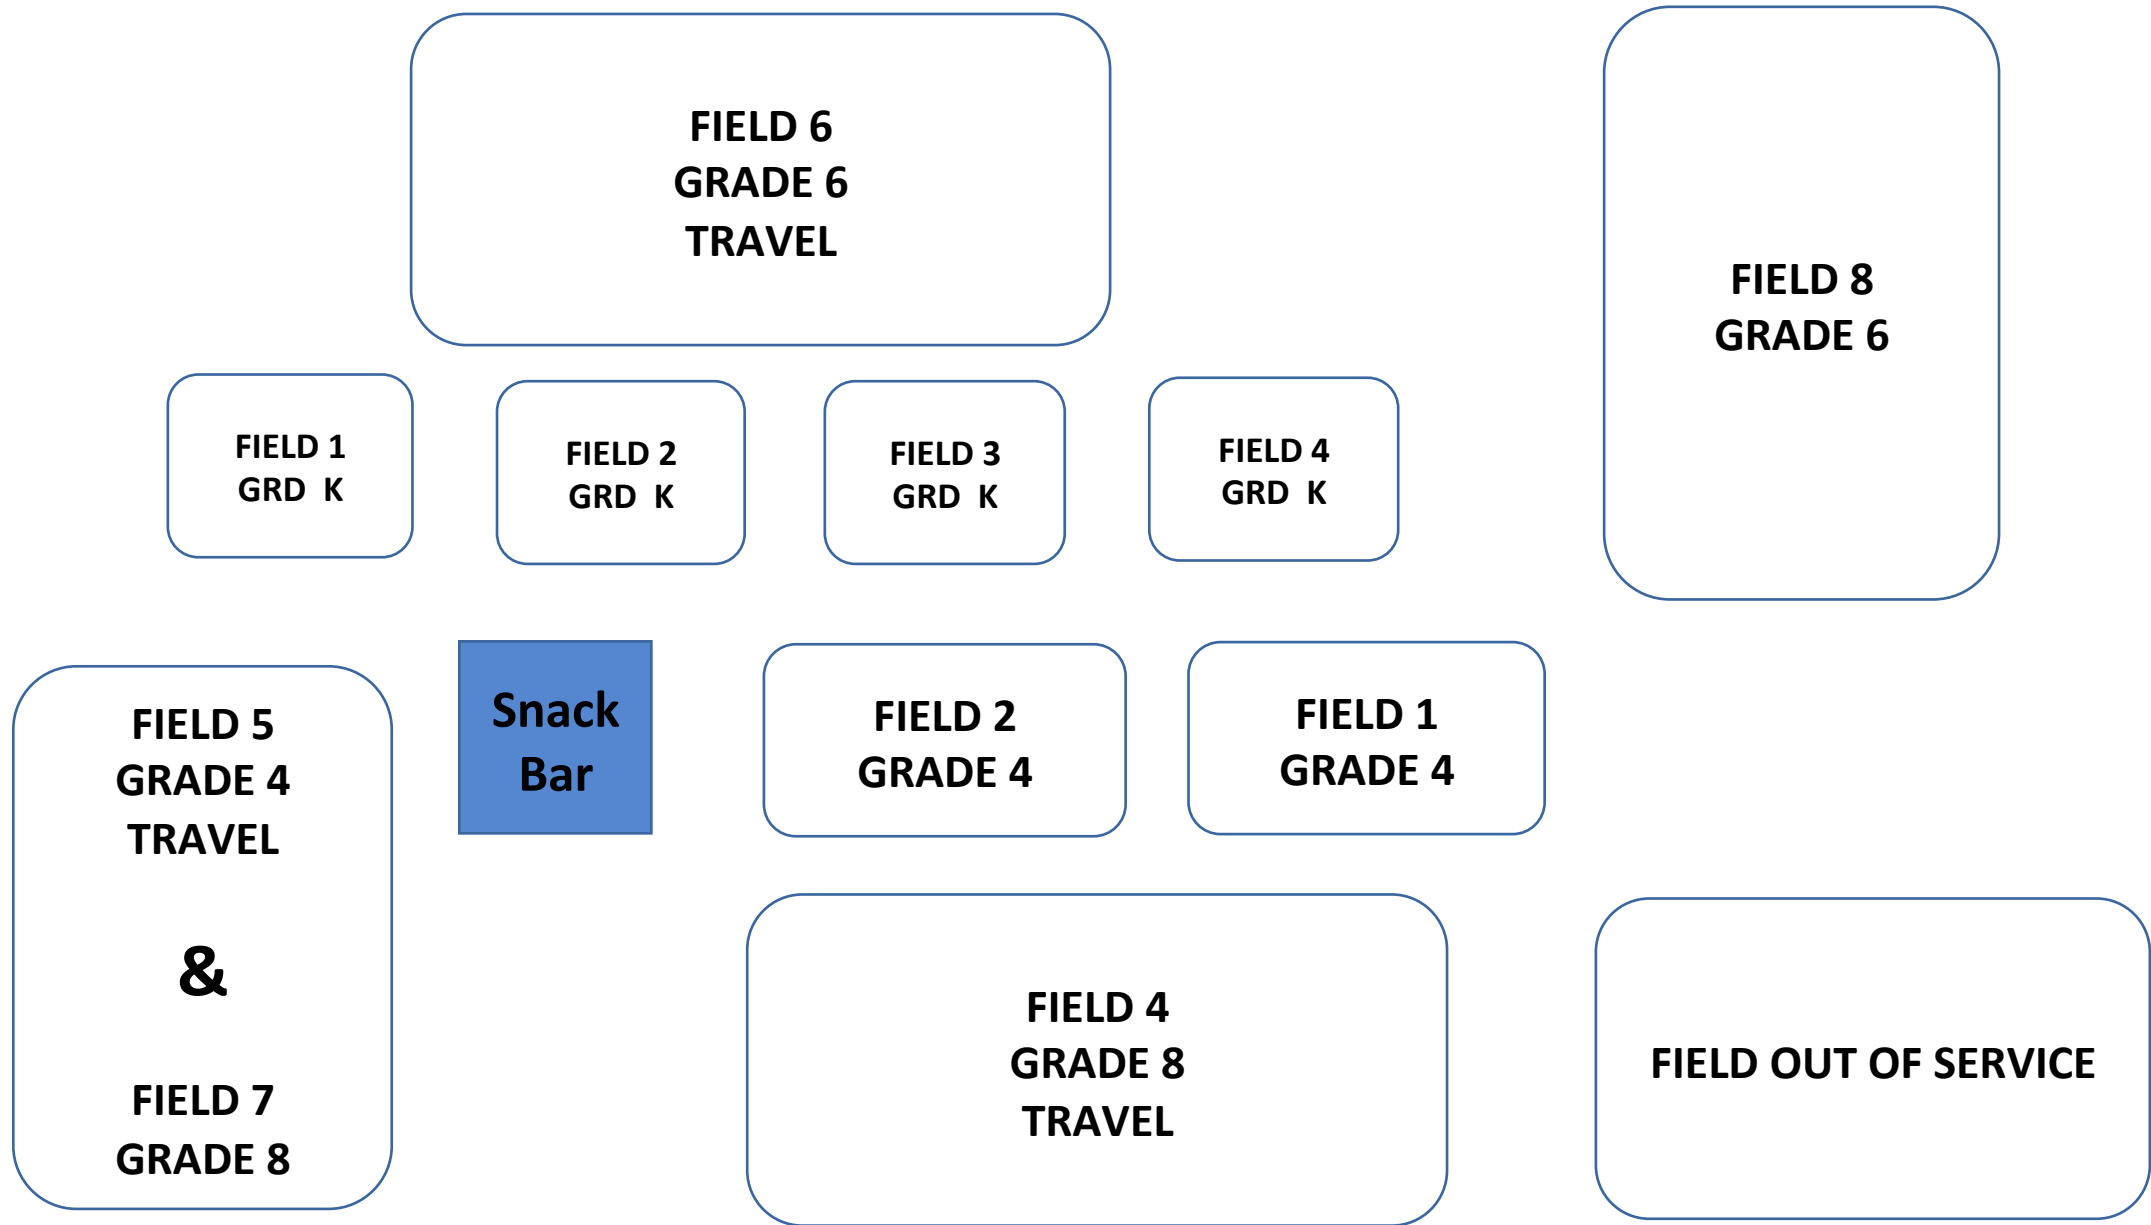 FIELD 6
GRADE 6
TRAVEL
FIELD 8
GRADE 6
FIELD 1
GRD  K
FIELD 2
GRD  K
FIELD 3
GRD  K
FIELD 4
GRD  K
FIELD 5
GRADE 4
TRAVEL
&
FIELD 7
GRADE 8
Snack
Bar
FIELD 2
GRADE 4
FIELD 1
GRADE 4
FIELD 4
GRADE 8
TRAVEL
FIELD OUT OF SERVICE